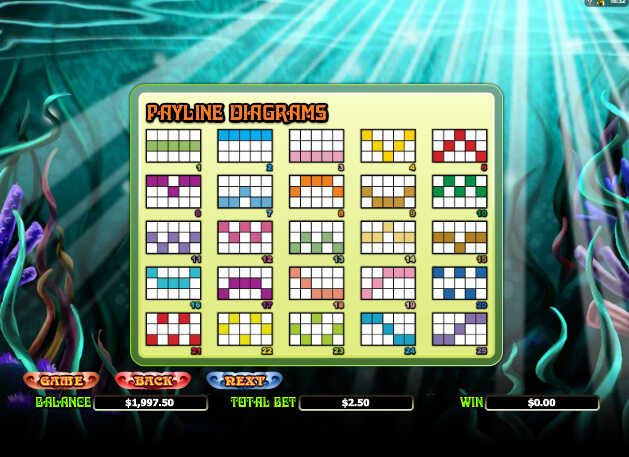 PAYLINE DIAGRAMS
1 2 3 4 5
6 7 8 9 10
11 12 13 14 15
16 17 18 19 20
21 22 23 24 25
GAME BACK NEXT
BALANCE $1,997.50 TOTAL BET $2.50 WIN $0.00